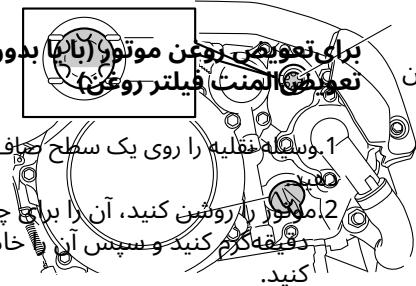 برای‌تعویض روغن موتور (با یا بدون
تعویض‌المنت فیلتر روغن)
ن
1.وسیله نقلیه را روی یک سطح صاف
دهید.
2.موتور را روشن کنید، آن را برای
دقیقه‌گرم کنید و سپس آن را
کنید.